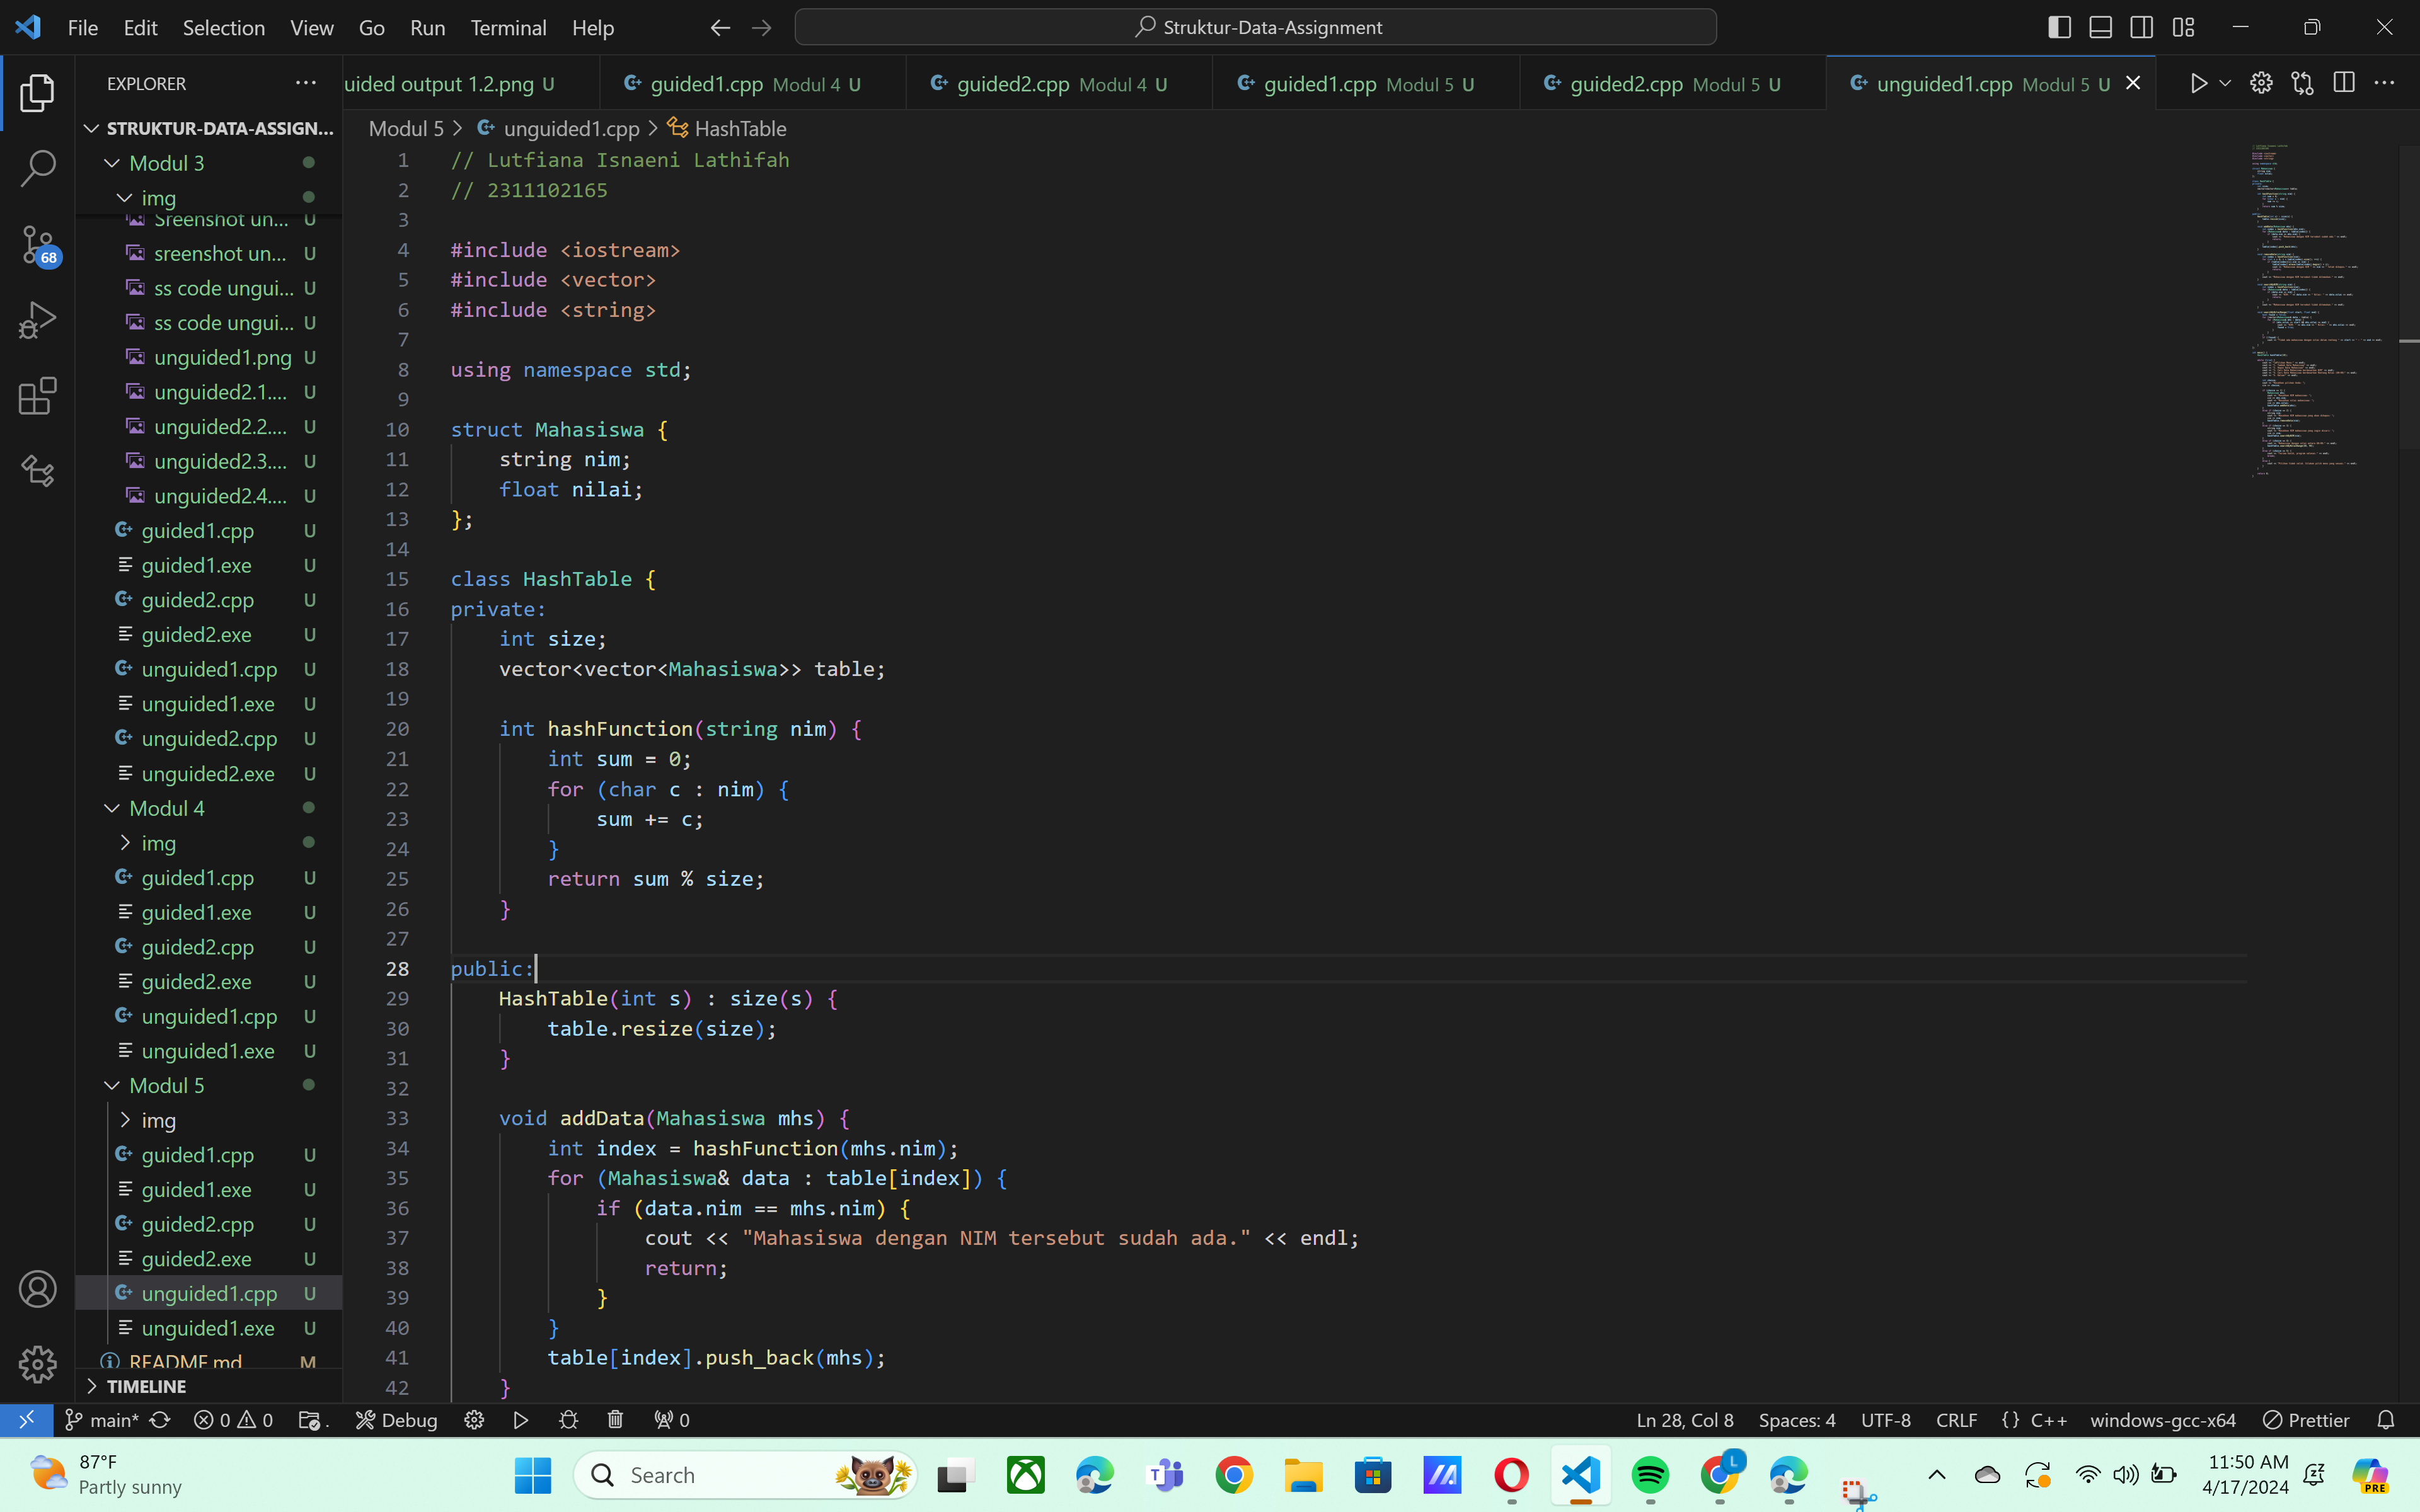 File Edit Selection View Go Run Terminal Help
Struktur-Data-Assignment
EXPLORER
uided output 1.2.png U
guided1.cpp Modul 4 U
guided2.cpp Modul 4 U
guided1.cpp Modul 5 U
guided2.cpp Modul 5 U
unguided1.cpp Modul 5 U
STRUKTUR-DATA-ASSIGN...
Modul 3
img
Sreenshot un... U
sreenshot un... U
ss code ungui... U
ss code ungui... U
unguided1.png U
unguided2.1.... U
unguided2.2.... U
unguided2.3.... U
unguided2.4.... U
guided1.cpp U
guided1.exe U
guided2.cpp U
guided2.exe U
unguided1.cpp U
unguided1.exe U
unguided2.cpp U
unguided2.exe U
Modul 4
img
guided1.cpp U
guided1.exe U
guided2.cpp U
guided2.exe U
unguided1.cpp U
unguided1.exe U
Modul 5
img
guided1.cpp U
guided1.exe U
guided2.cpp U
guided2.exe U
unguided1.cpp U
unguided1.exe U
README.md M
TIMELINE
68
Modul 5 > unguided1.cpp > HashTable
1 // Lutfiana Isnaeni Lathifah
2 // 2311102165
3
4 #include <iostream>
5 #include <vector>
6 #include <string>
7
8 using namespace std;
9
10 struct Mahasiswa {
11 string nim;
12 float nilai;
13 };
14
15 class HashTable {
16 private:
17 int size;
18 vector<vector<Mahasiswa>> table;
19
20 int hashFunction(string nim) {
21 int sum = 0;
22 for (char c : nim) {
23 sum += c;
24 }
25 return sum % size;
26 }
27
28 public:
29 HashTable(int s) : size(s) {
30 table.resize(size);
31 }
32
33 void addData(Mahasiswa mhs) {
34 int index = hashFunction(mhs.nim);
35 for (Mahasiswa& data : table[index]) {
36 if (data.nim == mhs.nim) {
37 cout << "Mahasiswa dengan NIM tersebut sudah ada." << endl;
38 return;
39 }
40 }
41 table[index].push_back(mhs);
42 }
main* 0 0 . Debug 0
Ln 28, Col 8 Spaces: 4 UTF-8 CRLF {} C++ windows-gcc-x64 Prettier
87°F
Partly sunny
Search
L
11:50 AM
4/17/2024
PRE